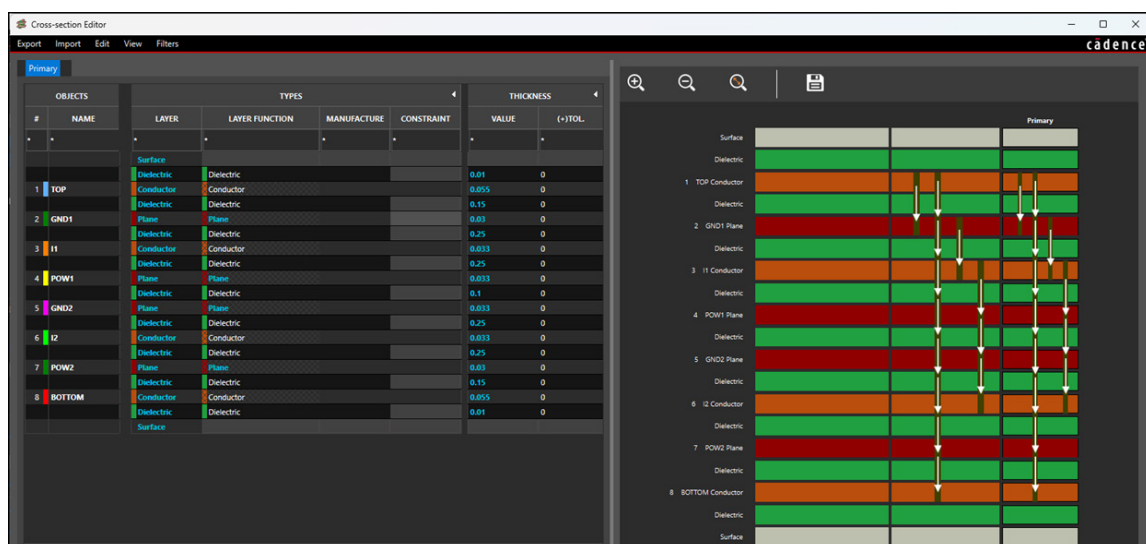 Cross-section Editor
Export Import Edit View Filters
cādence
Primary
OBJECTS TYPES THICKNESS
# NAME LAYER LAYER FUNCTION MANUFACTURE CONSTRAINT VALUE (+)TOL.
* * * * * * * *
Surface
Dielectric Dielectric 0.01 0
1 TOP Conductor Conductor 0.055 0
Dielectric Dielectric 0.15 0
2 GND1 Plane Plane 0.03 0
Dielectric Dielectric 0.25 0
3 I1 Conductor Conductor 0.033 0
Dielectric Dielectric 0.25 0
4 POW1 Plane Plane 0.033 0
Dielectric Dielectric 0.1 0
5 GND2 Plane Plane 0.033 0
Dielectric Dielectric 0.25 0
6 I2 Conductor Conductor 0.033 0
Dielectric Dielectric 0.25 0
7 POW2 Plane Plane 0.03 0
Dielectric Dielectric 0.15 0
8 BOTTOM Conductor Conductor 0.055 0
Dielectric Dielectric 0.01 0
Surface
Primary
Surface
Dielectric
1 TOP Conductor
Dielectric
2 GND1 Plane
Dielectric
3 I1 Conductor
Dielectric
4 POW1 Plane
Dielectric
5 GND2 Plane
Dielectric
6 I2 Conductor
Dielectric
7 POW2 Plane
Dielectric
8 BOTTOM Conductor
Dielectric
Surface